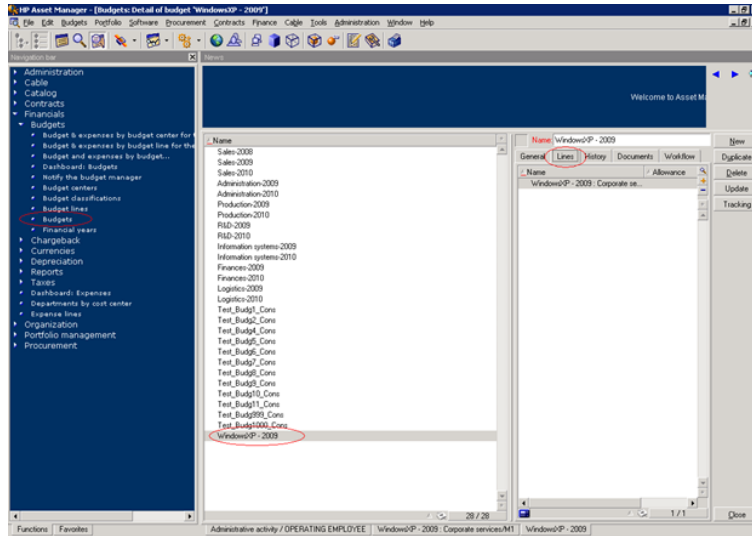 HP Asset Manager - [Budgets: Detail of budget 'WindowsXP - 2009']
File Edit Budgets Portfolio Software Procurement Contracts Finance Cable Tools Administration Window Help
Navigation bar
News
Administration
Cable
Catalog
Contracts
Financials
Budgets
Budget & expenses by budget center for t
Budget & expenses by budget line for the
Budget and expenses by budget...
Dashboard: Budgets
Notify the budget manager
Budget centers
Budget classifications
Budget lines
Budgets
Financial years
Chargeback
Currencies
Depreciation
Reports
Taxes
Dashboard: Expenses
Departments by cost center
Expense lines
Organization
Portfolio management
Procurement
Welcome to Asset M
Name
Sales-2008
Sales-2009
Sales-2010
Administration-2009
Administration-2010
Production-2009
Production-2010
R&D-2009
R&D-2010
Information systems-2009
Information systems-2010
Finances-2009
Finances-2010
Logistics-2009
Logistics-2010
Test_Budg1_Cons
Test_Budg2_Cons
Test_Budg4_Cons
Test_Budg5_Cons
Test_Budg6_Cons
Test_Budg7_Cons
Test_Budg8_Cons
Test_Budg9_Cons
Test_Budg10_Cons
Test_Budg11_Cons
Test_Budg999_Cons
Test_Budg1000_Cons
WindowsXP - 2009
28 / 28
Name WindowsXP - 2009
General Lines History Documents Workflow
Name Allowance
WindowsXP - 2009 : Corporate se...
1 / 1
New
Duplicate
Delete
Update
Tracking
Close
Functions Favorites Administrative activity / OPERATING EMPLOYEE WindowsXP - 2009 : Corporate services/M1 WindowsXP - 2009